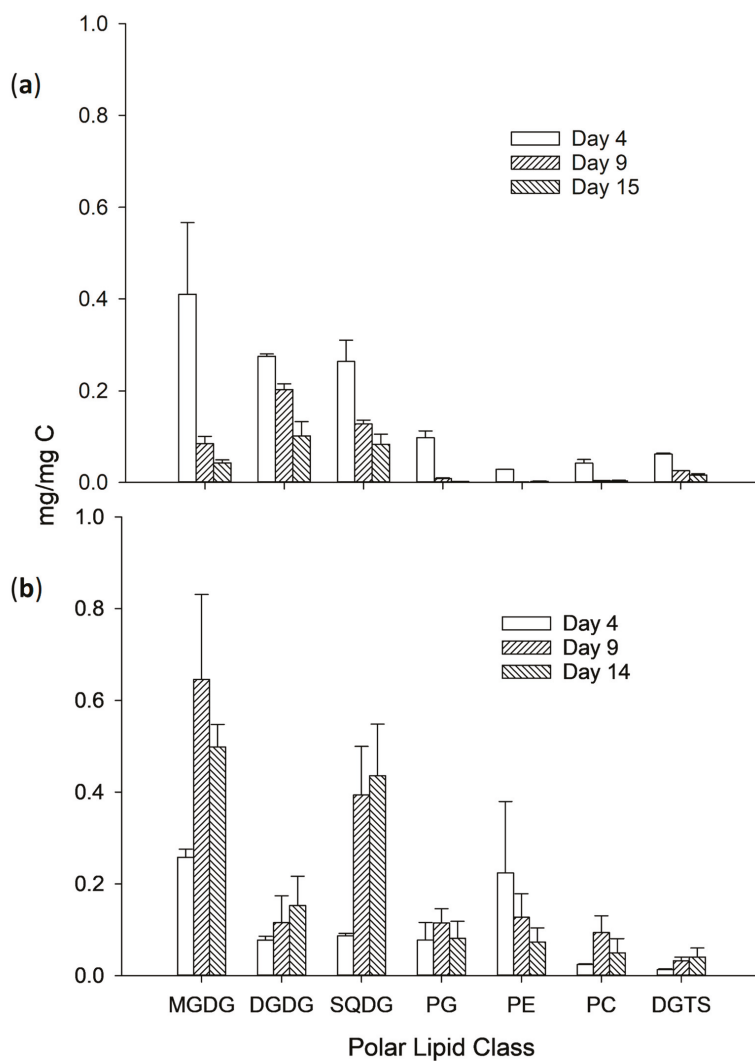 1.0
(a)
0.8
Day 4
Day 9
0.6
Day 15
0.4
0.2
0.0
mg/mg C
1.0
(b)
0.8
Day 4
Day 9
Day 14
0.6
0.4
0.2
0.0
MGDG DGDG SQDG PG PE PC DGTS
Polar Lipid Class